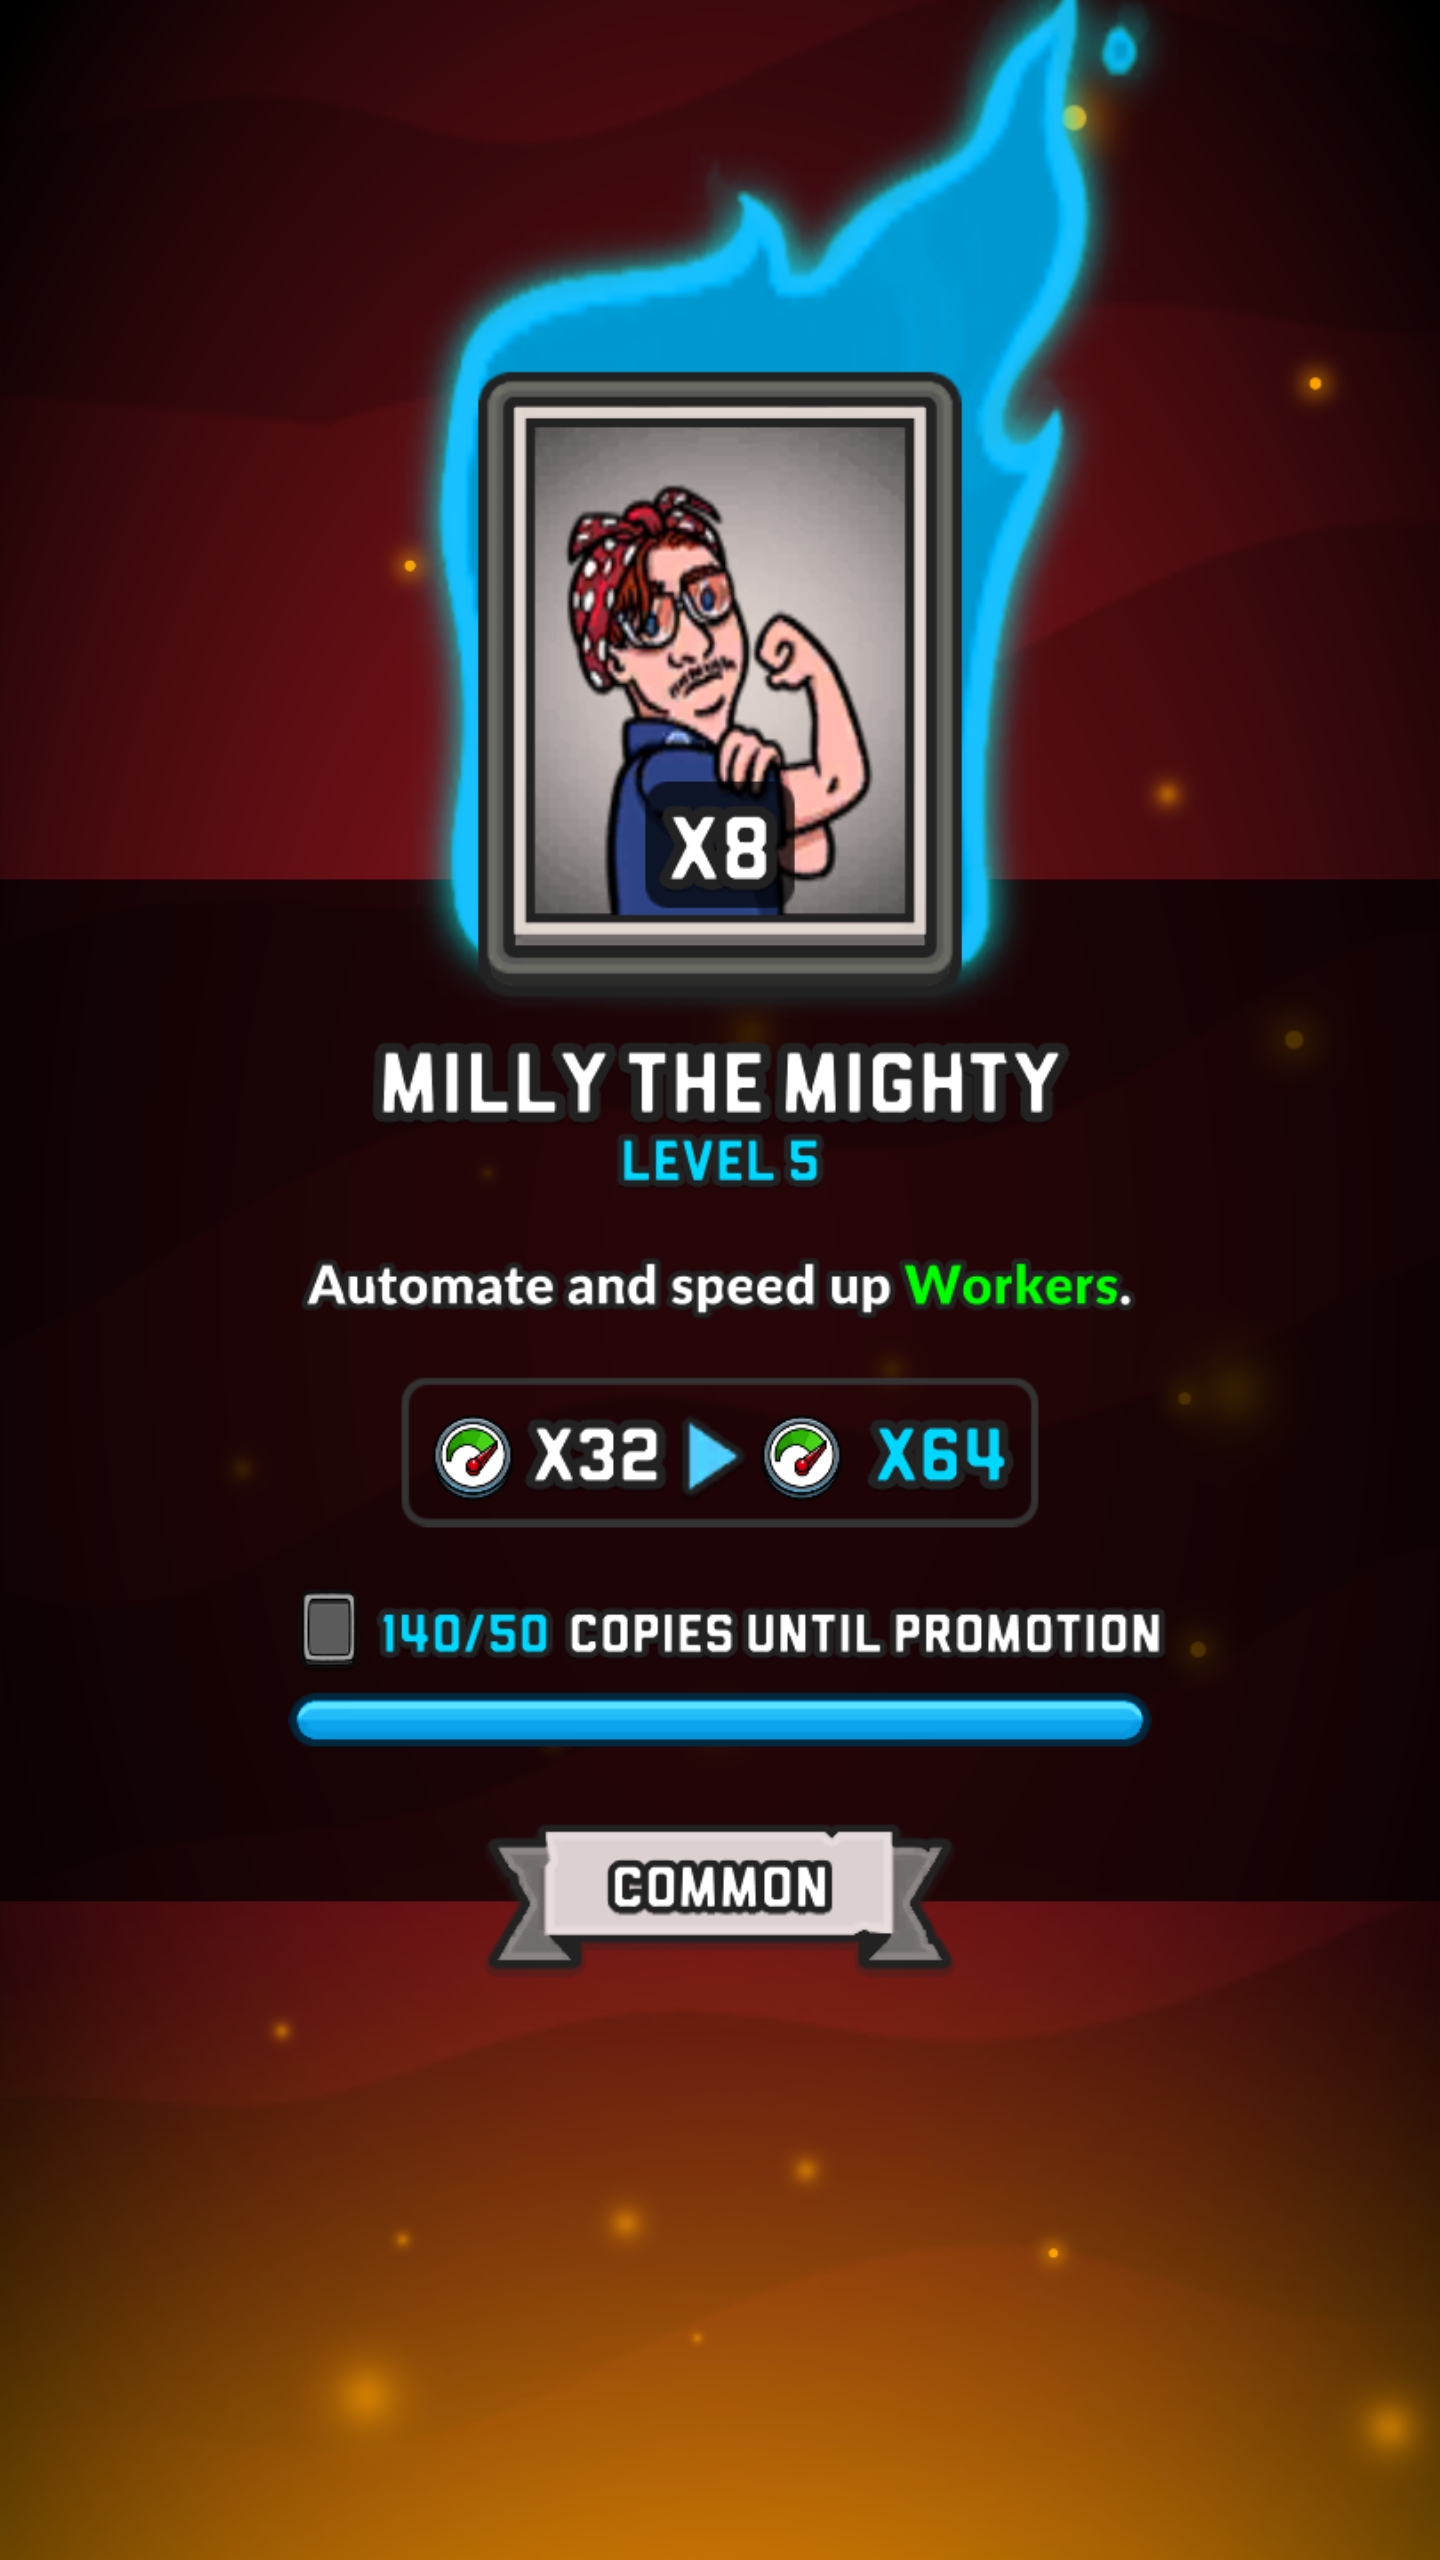 X8
MILLY THE MIGHTY
LEVEL 5
Automate and speed up Workers.
X32 X64
140/50 COPIES UNTIL PROMOTION
COMMON